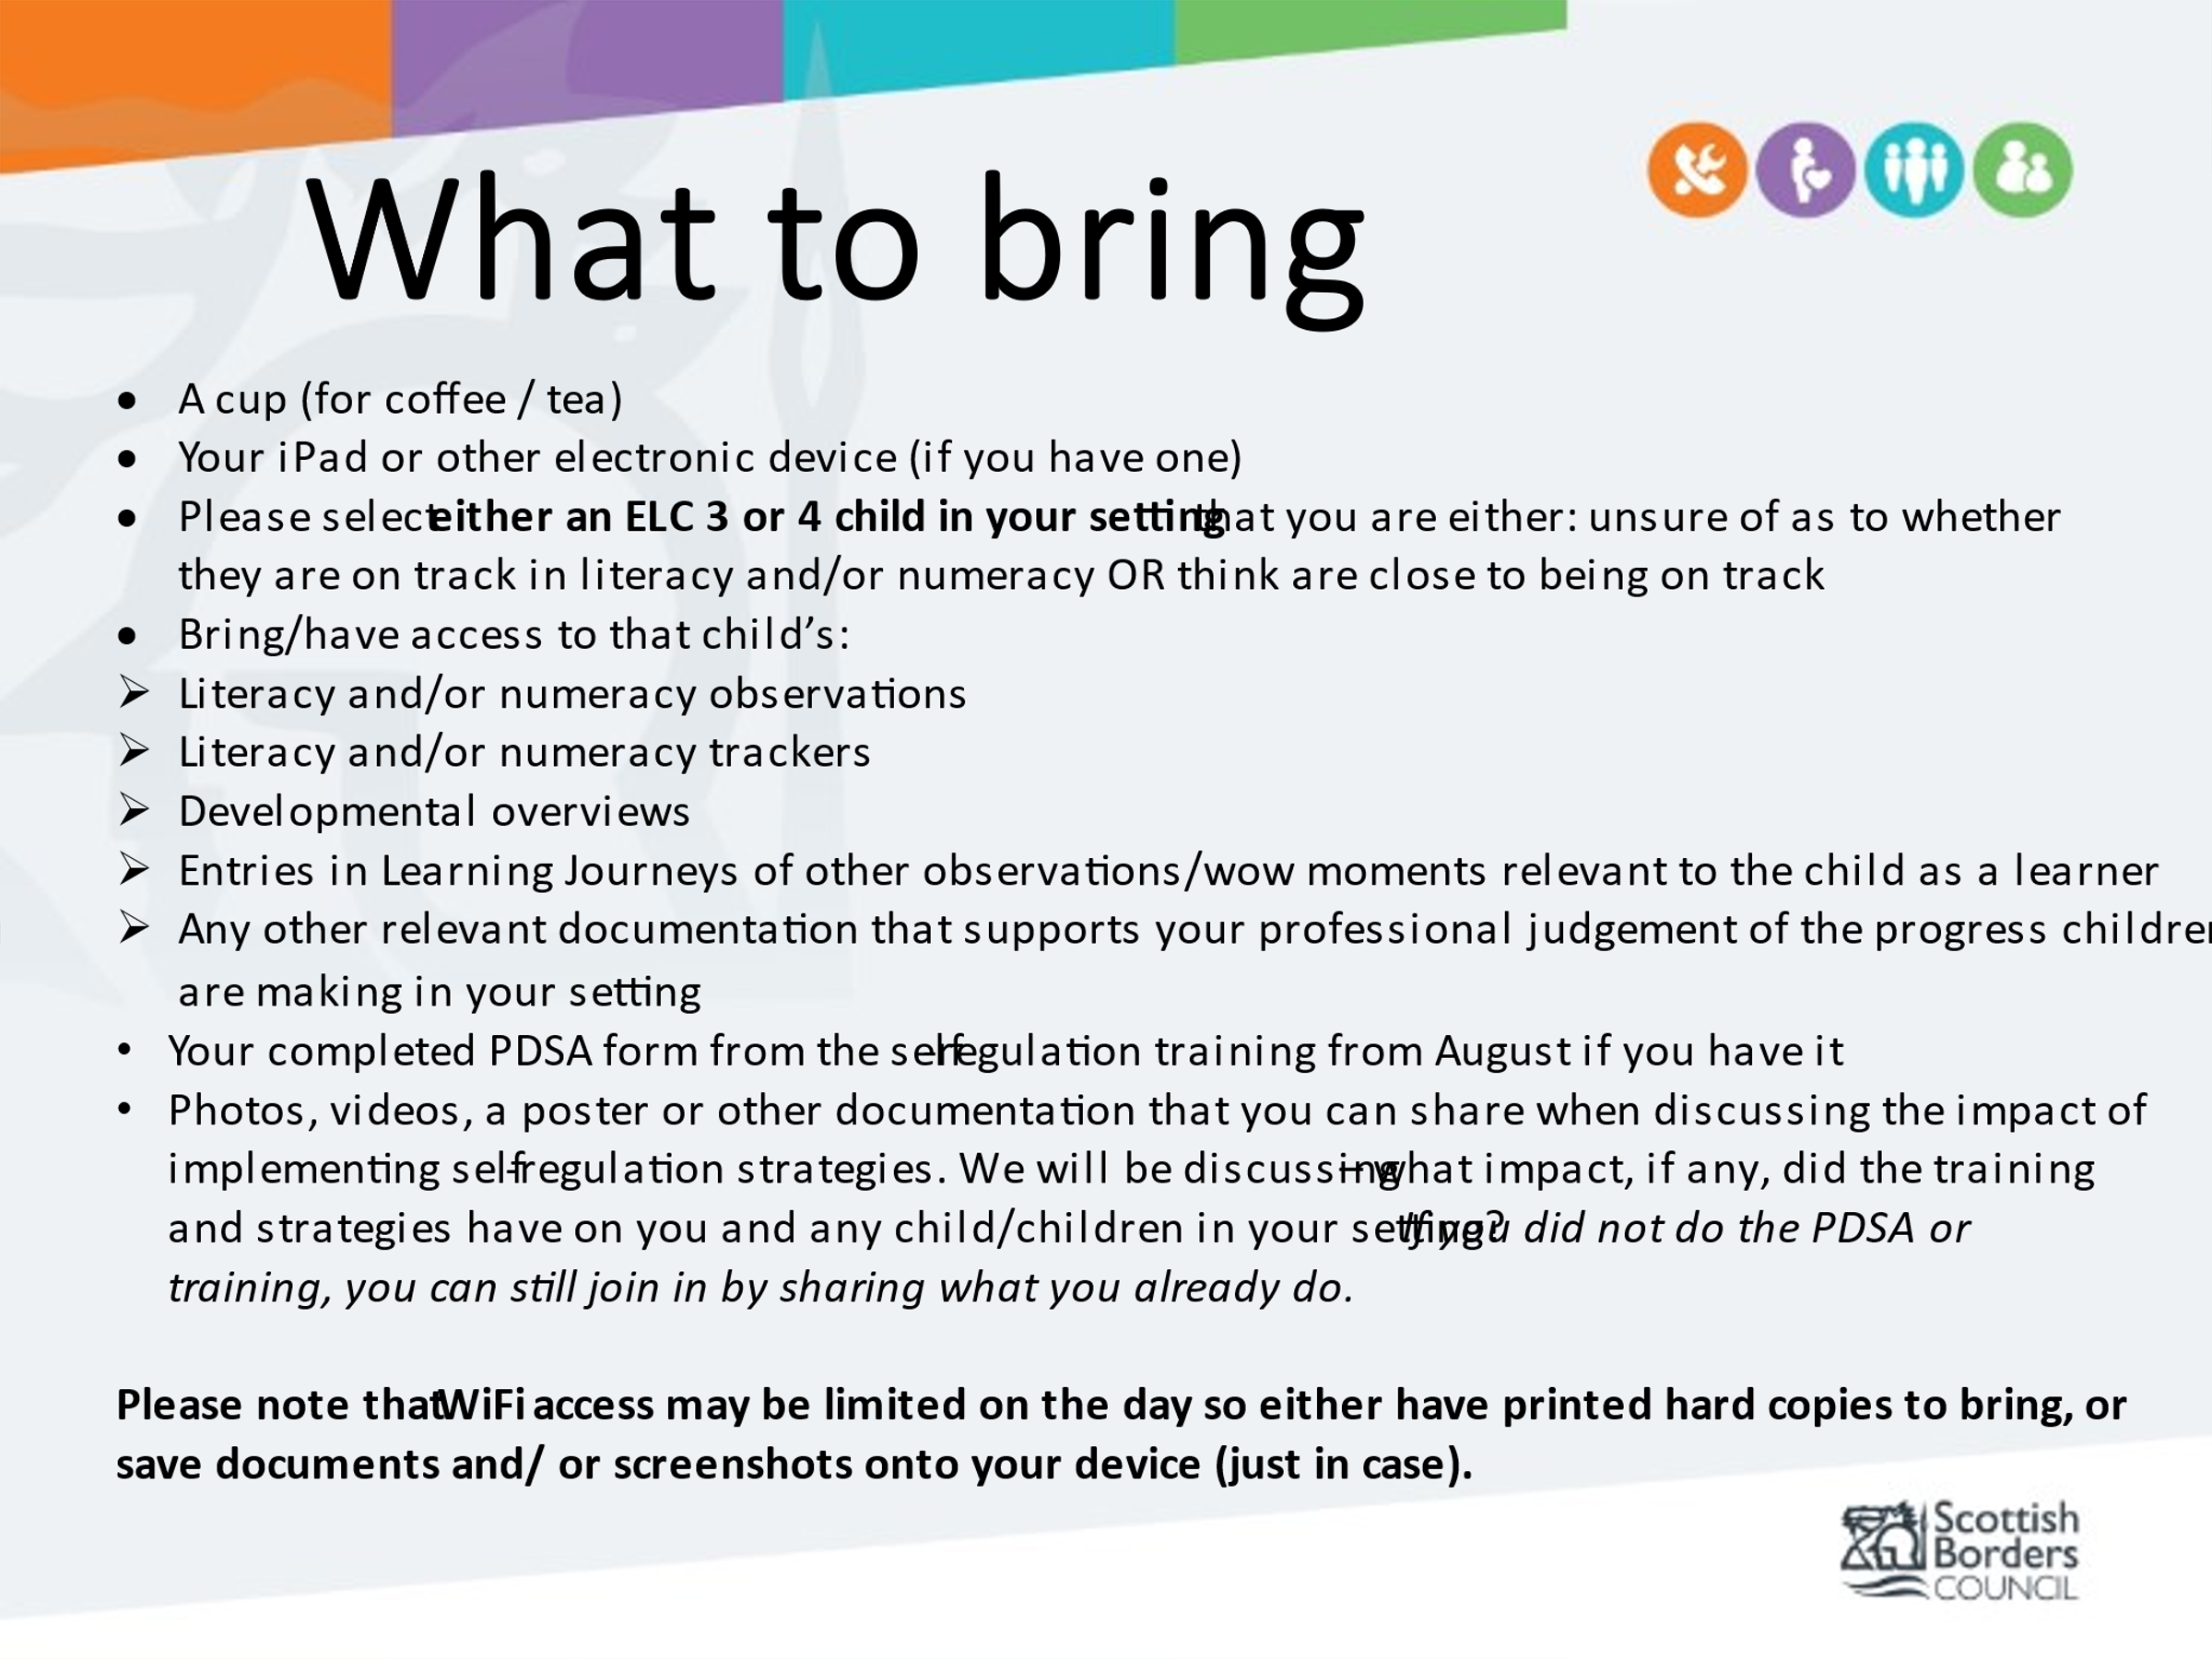 What to bring
• A cup (for coffee / tea)
• Your iPad or other electronic device (if you have one)
• Please select either an ELC 3 or 4 child in your setting that you are either: unsure of as to whether
they are on track in literacy and/or numeracy OR think are close to being on track
• Bring/have access to that child’s:
➢ Literacy and/or numeracy observations
➢ Literacy and/or numeracy trackers
➢ Developmental overviews
➢ Entries in Learning Journeys of other observations/wow moments relevant to the child as a learner
➢ Any other relevant documentation that supports your professional judgement of the progress children
are making in your setting
• Your completed PDSA form from the self-regulation training from August if you have it
• Photos, videos, a poster or other documentation that you can share when discussing the impact of
implementing self-regulation strategies. We will be discussing – what impact, if any, did the training
and strategies have on you and any child/children in your setting? If you did not do the PDSA or
training, you can still join in by sharing what you already do.
Please note that WiFi access may be limited on the day so either have printed hard copies to bring, or
save documents and/ or screenshots onto your device (just in case).
Scottish
Borders
COUNCIL